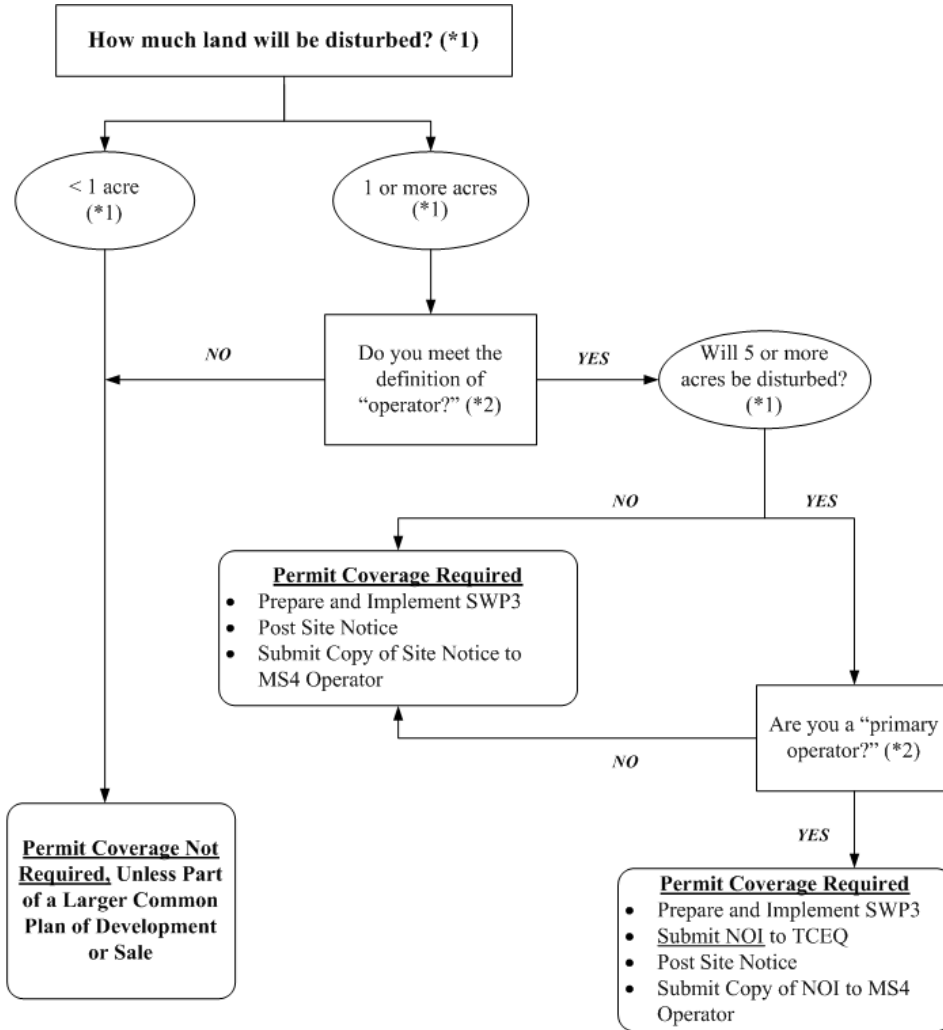 How much land will be disturbed? (*1)
< 1 acre
(*1)
1 or more acres
(*1)
NO
Do you meet the
definition of
“operator?” (*2)
YES
Will 5 or more
acres be disturbed?
(*1)
NO
YES
Permit Coverage Required
• Prepare and Implement SWP3
• Post Site Notice
• Submit Copy of Site Notice to
MS4 Operator
Are you a “primary
operator?” (*2)
NO
YES
Permit Coverage Not
Required, Unless Part
of a Larger Common
Plan of Development
or Sale
Permit Coverage Required
• Prepare and Implement SWP3
• Submit NOI to TCEQ
• Post Site Notice
• Submit Copy of NOI to MS4
Operator